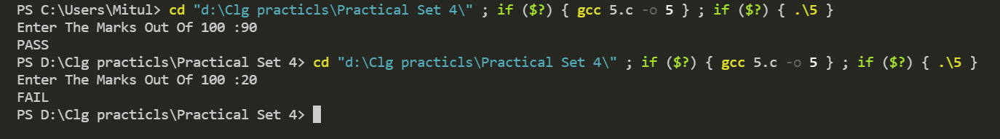 PS C:\Users\Mitul> cd "d:\Clg practicls\Practical Set 4\" ; if ($?) { gcc 5.c -o 5 } ; if ($?) { .\5 }
Enter The Marks Out Of 100 :90
PASS
PS D:\Clg practicls\Practical Set 4> cd "d:\Clg practicls\Practical Set 4\" ; if ($?) { gcc 5.c -o 5 } ; if ($?) { .\5 }
Enter The Marks Out Of 100 :20
FAIL
PS D:\Clg practicls\Practical Set 4>